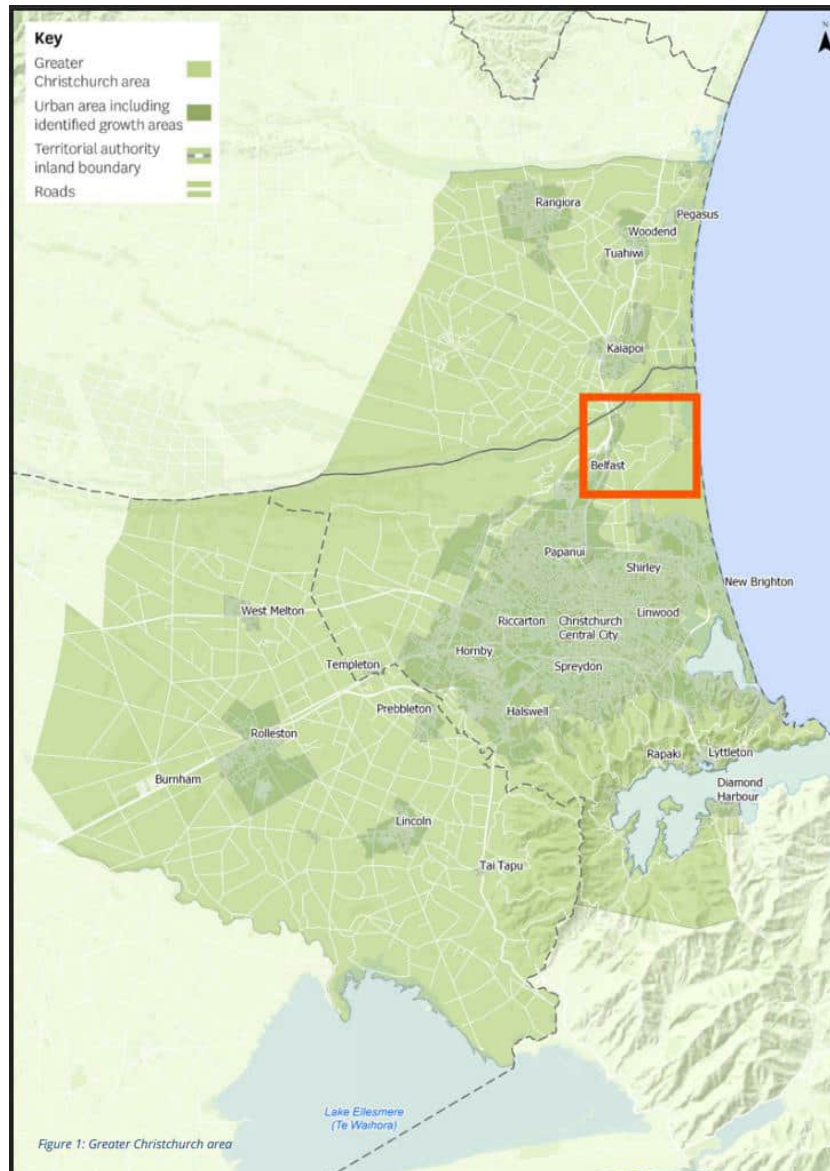 Key
Greater
Christchurch area
Urban area including
identified growth areas
Territorial authority
inland boundary
Roads
N
Rangiora
Pegasus
Woodend
Tuahiwi
Kaiapoi
Belfast
Papanui
Shirley
New Brighton
West Melton
Linwood
Riccarton
Christchurch
Central City
Hornby
Spreydon
Templeton
Prebbleton
Halswell
Rolleston
Rapaki
Lyttleton
Burnham
Diamond
Harbour
Lincoln
Tai Tapu
Lake Ellesmere
(Te Waihora)
Figure 1: Greater Christchurch area